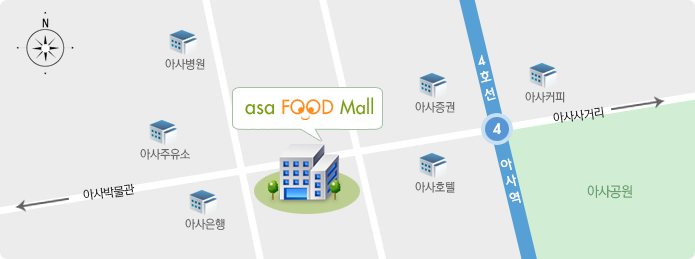 N
아사병원
4호선
아사커피
asa FOOD Mall
아사증권
아사사거리
4
아사주유소
아사역
아사박물관
아사호텔
아사공원
아사은행